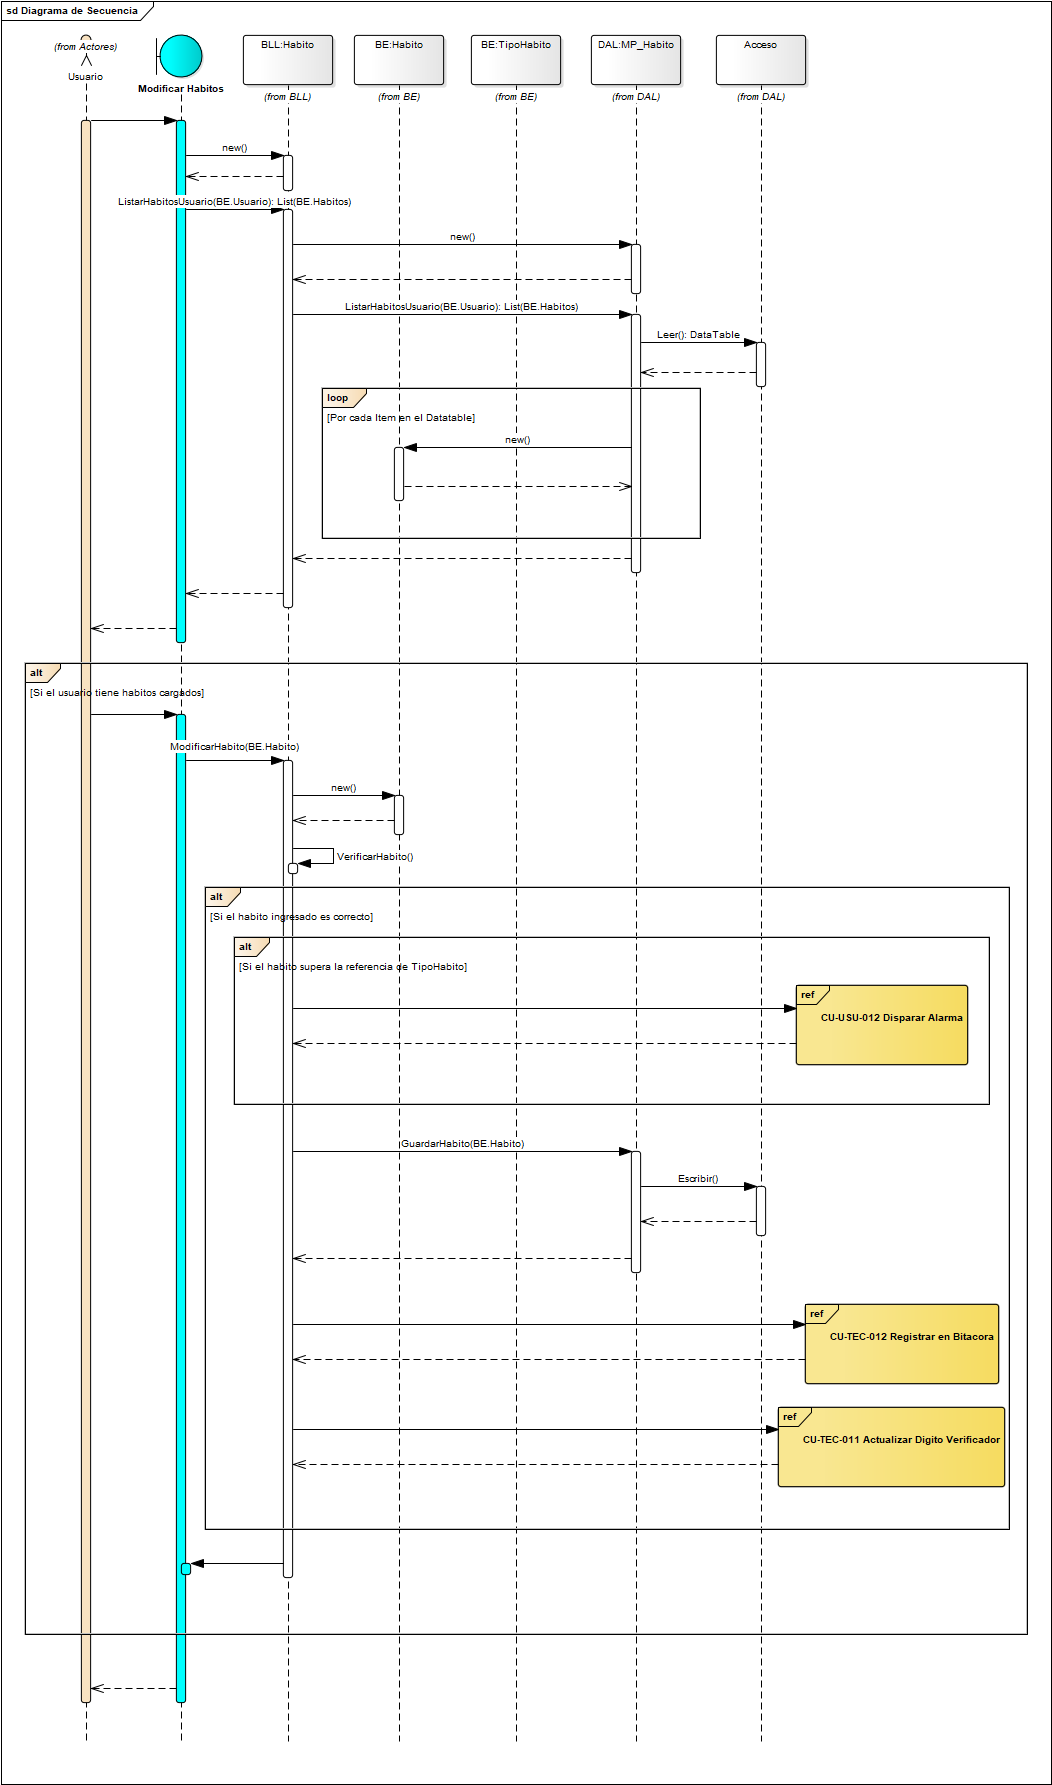 sd Diagrama de Secuencia
(from Actores)
Usuario
Modificar Habitos
BLL:Habito
(from BLL)
BE:Habito
(from BE)
BE:TipoHabito
(from BE)
DAL:MP_Habito
(from DAL)
Acceso
(from DAL)
new()
ListarHabitosUsuario(BE.Usuario): List(BE.Habitos)
new()
ListarHabitosUsuario(BE.Usuario): List(BE.Habitos)
Leer(): DataTable
loop
[Por cada Item en el Datatable]
new()
alt
[Si el usuario tiene habitos cargados]
ModificarHabito(BE.Habito)
new()
VerificarHabito()
alt
[Si el habito ingresado es correcto]
alt
[Si el habito supera la referencia de TipoHabito]
ref
CU-USU-012 Disparar Alarma
GuardarHabito(BE.Habito)
Escribir()
ref
CU-TEC-012 Registrar en Bitacora
ref
CU-TEC-011 Actualizar Digito Verificador